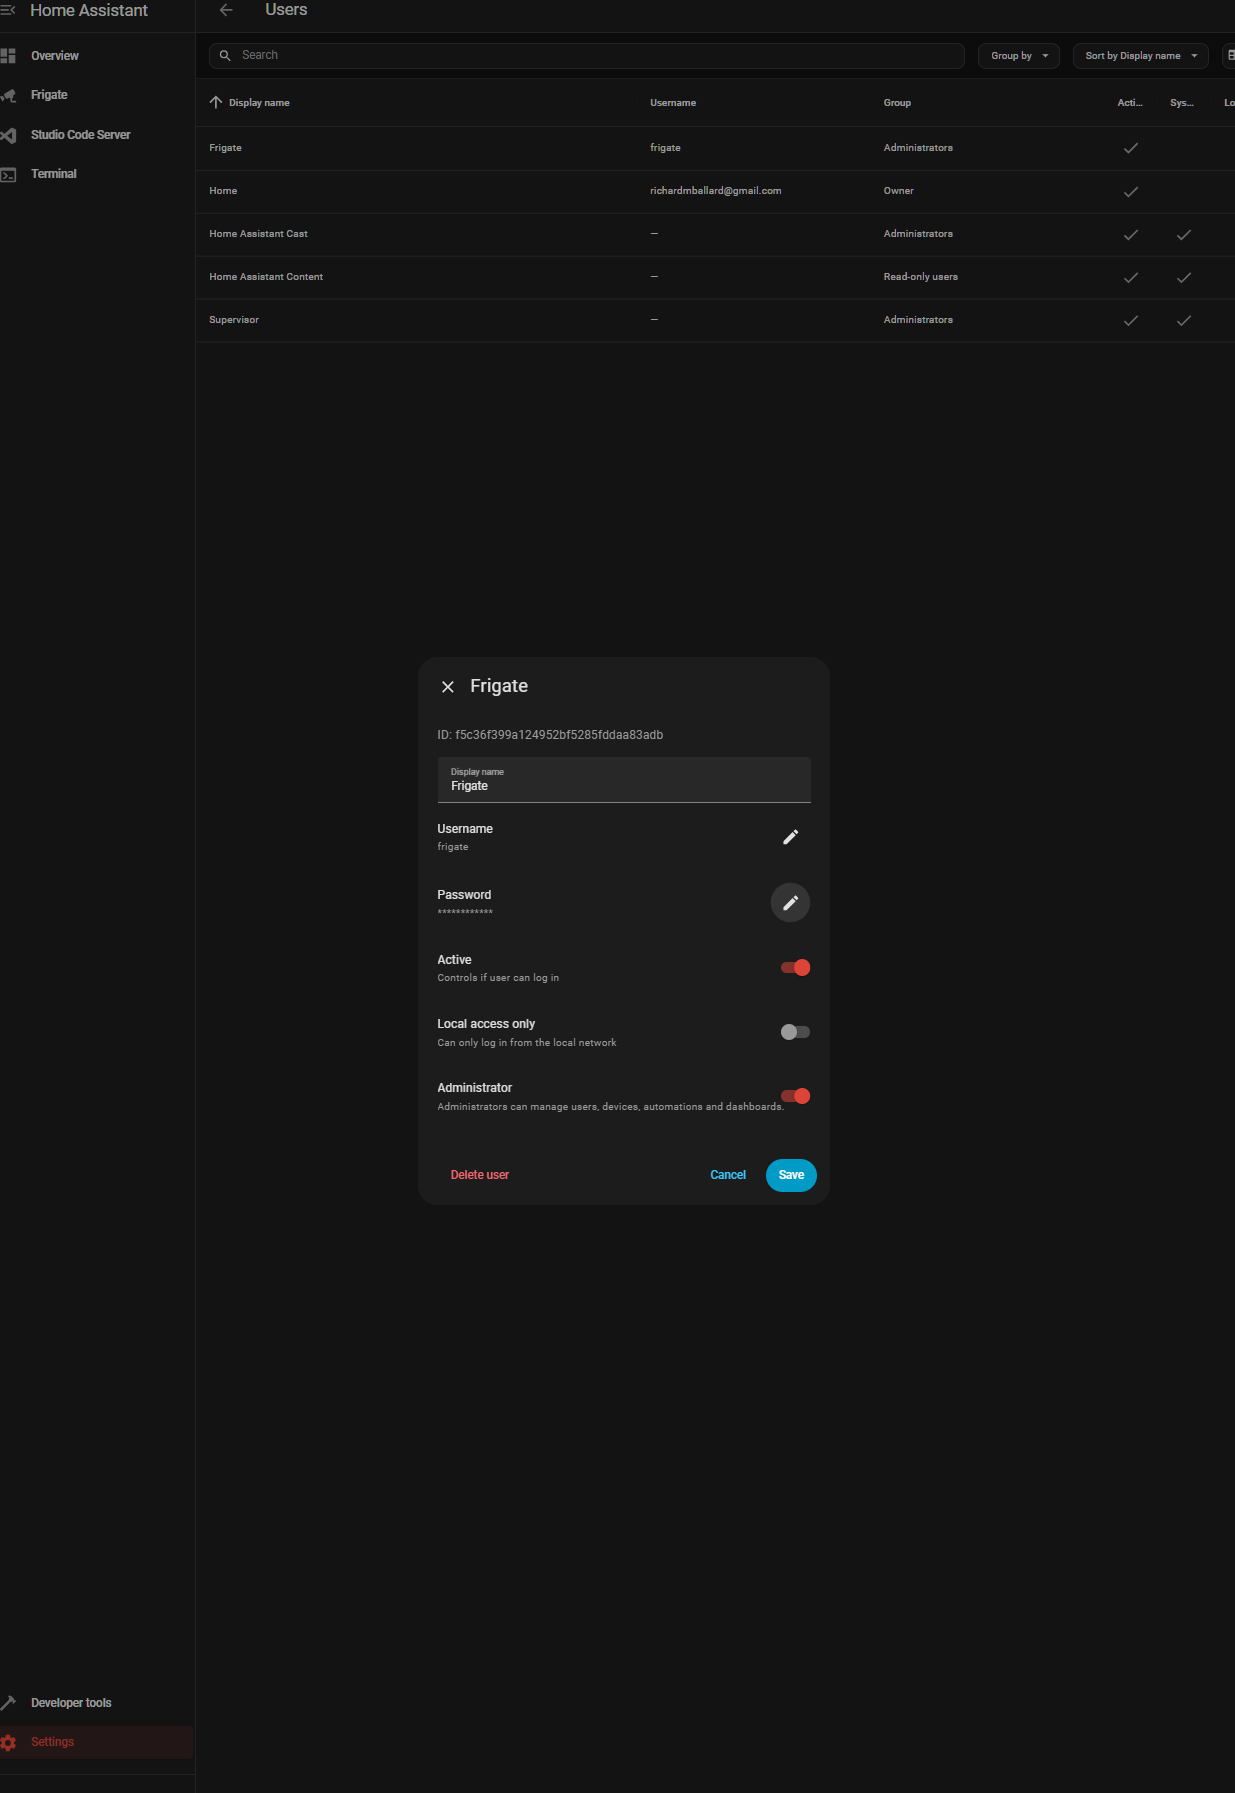 Home Assistant
Users
Overview
Frigate
Studio Code Server
Terminal
Search
Group by
Sort by Display name
Display name Username Group Acti... Sys... Lo
Frigate frigate Administrators
Home richardmballard@gmail.com Owner
Home Assistant Cast — Administrators
Home Assistant Content — Read-only users
Supervisor — Administrators
Frigate
ID: f5c36f399a124952bf5285fddaa83adb
Display name
Frigate
Username
frigate
Password
************
Active
Controls if user can log in
Local access only
Can only log in from the local network
Administrator
Administrators can manage users, devices, automations and dashboards.
Delete user Cancel Save
Developer tools
Settings